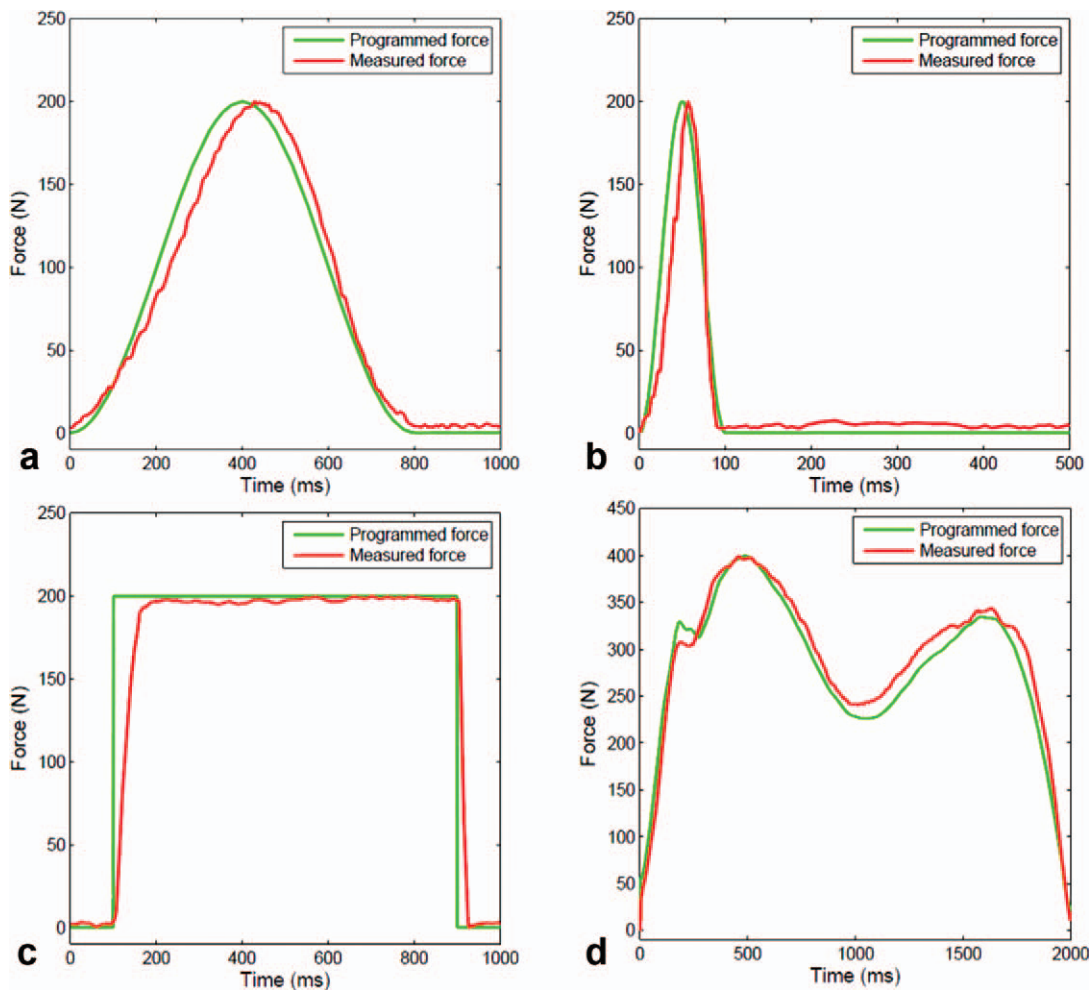 250
200
150
100
50
0
Force (N)
Programmed force
Measured force
0 200 400 600 800 1000
Time (ms)
a
250
200
150
100
50
0
Force (N)
Programmed force
Measured force
0 100 200 300 400 500
Time (ms)
b
250
200
150
100
50
0
Force (N)
Programmed force
Measured force
0 200 400 600 800 1000
Time (ms)
c
450
400
350
300
250
200
150
100
50
0
Force (N)
Programmed force
Measured force
0 500 1000 1500 2000
Time (ms)
d